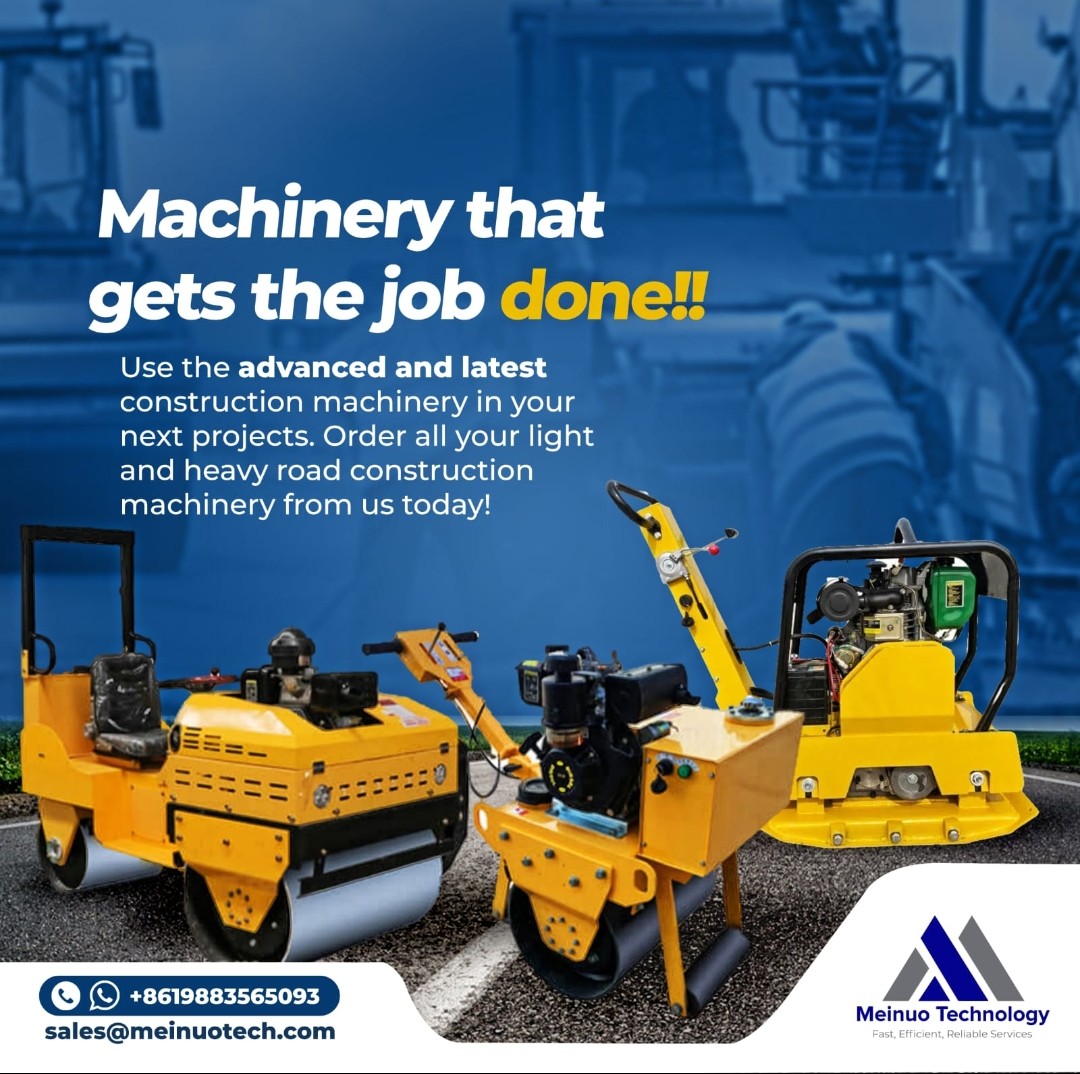 Machinery that
gets the job done!!
Use the advanced and latest
construction machinery in your
next projects. Order all your light
and heavy road construction
machinery from us today!
+8619883565093
sales@meinuotech.com
Meinuo Technology
Fast, Efficient, Reliable Services